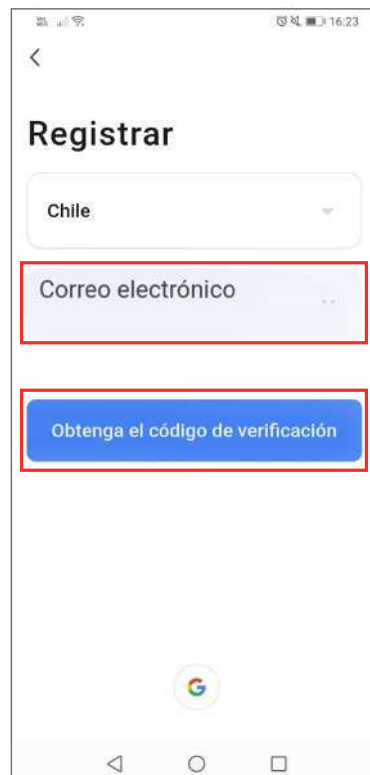 16:23
Registrar
Chile
Correo electrónico
Obtenga el código de verificación
G